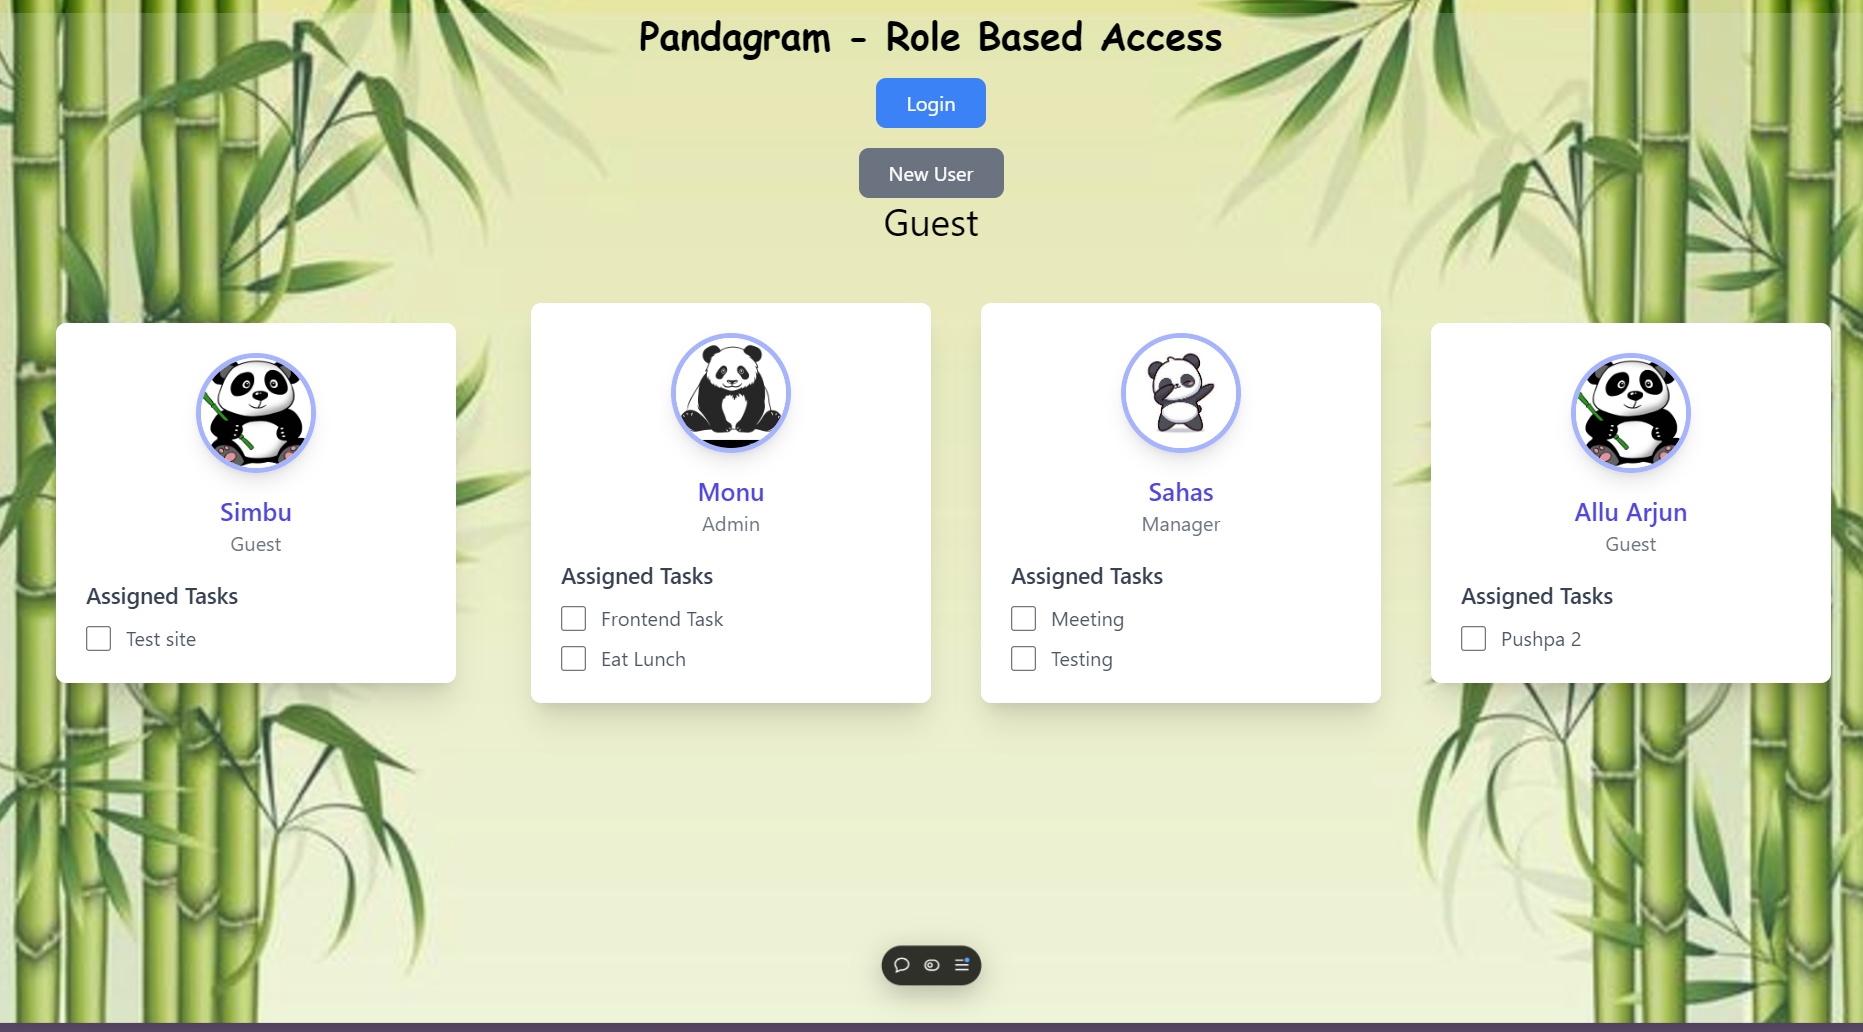 Pandagram - Role Based Access
Login
New User
Guest
Simbu
Guest
Assigned Tasks
Test site
Monu
Admin
Assigned Tasks
Frontend Task
Eat Lunch
Sahas
Manager
Assigned Tasks
Meeting
Testing
Allu Arjun
Guest
Assigned Tasks
Pushpa 2